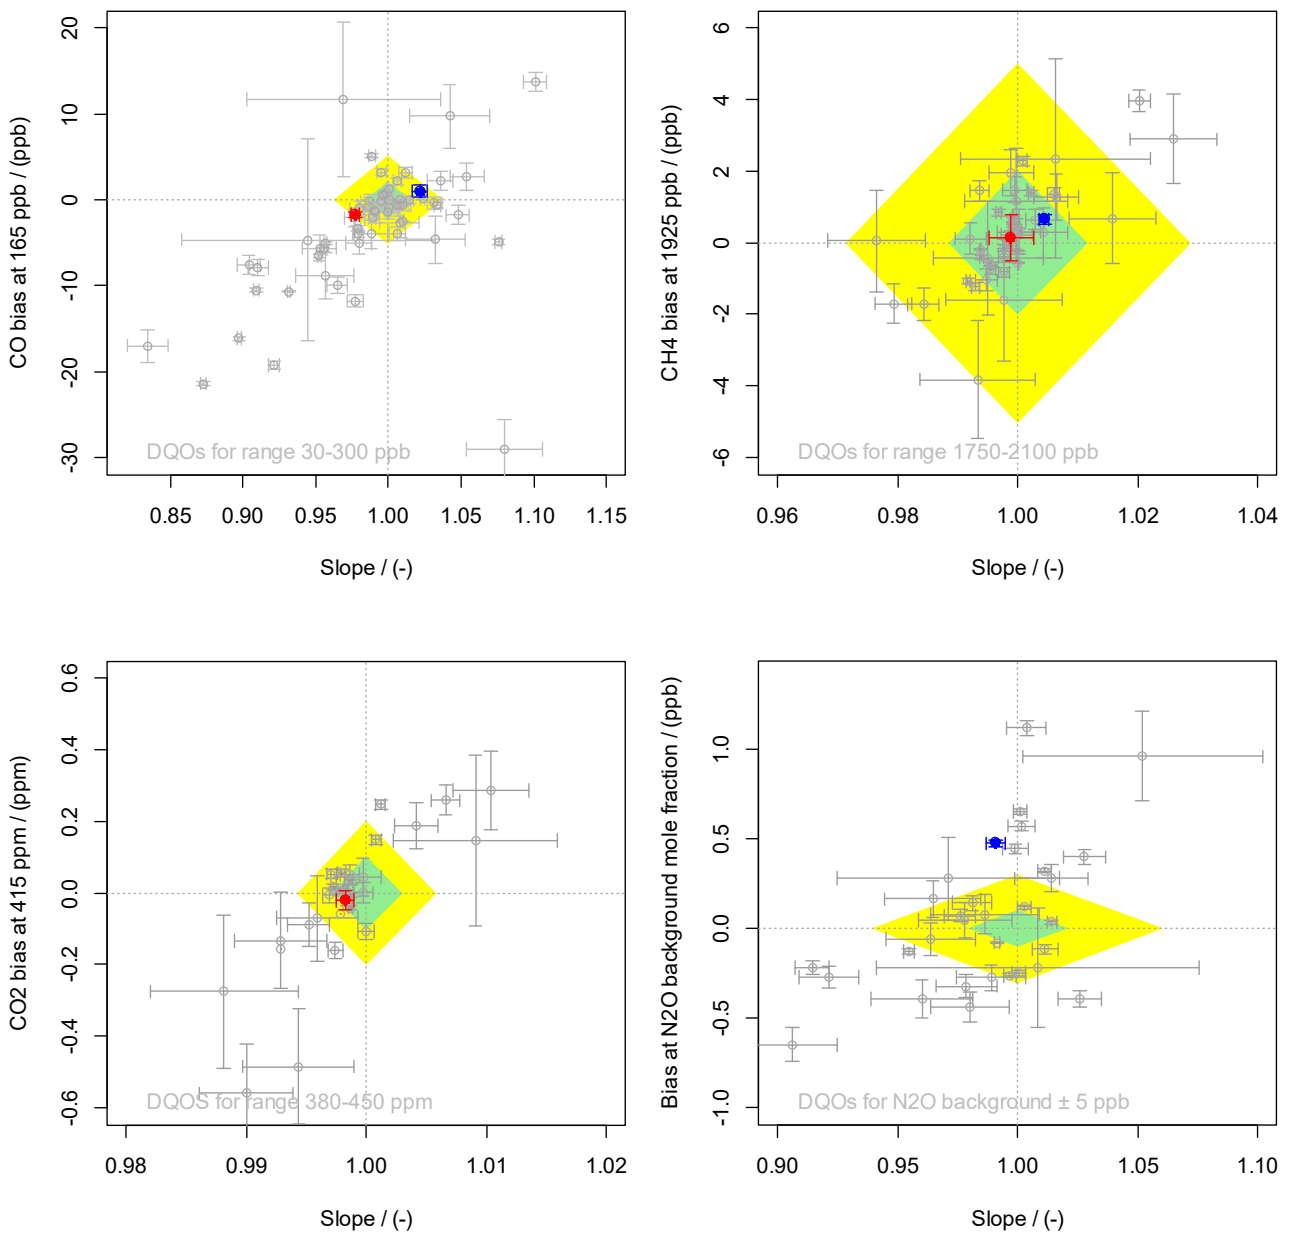 CO bias at 165 ppb / (ppb)
20
10
0
-10
-20
-30
DQOs for range 30-300 ppb
0.85 0.90 0.95 1.00 1.05 1.10 1.15
Slope / (-)
CH4 bias at 1925 ppb / (ppb)
6
4
2
0
-2
-4
-6
DQOs for range 1750-2100 ppb
0.96 0.98 1.00 1.02 1.04
Slope / (-)
CO2 bias at 415 ppm / (ppm)
0.6
0.4
0.2
0.0
-0.2
-0.4
-0.6
DQOS for range 380-450 ppm
0.98 0.99 1.00 1.01 1.02
Slope / (-)
Bias at N2O background mole fraction / (ppb)
1.0
0.5
0.0
-0.5
-1.0
DQOs for N2O background ± 5 ppb
0.90 0.95 1.00 1.05 1.10
Slope / (-)